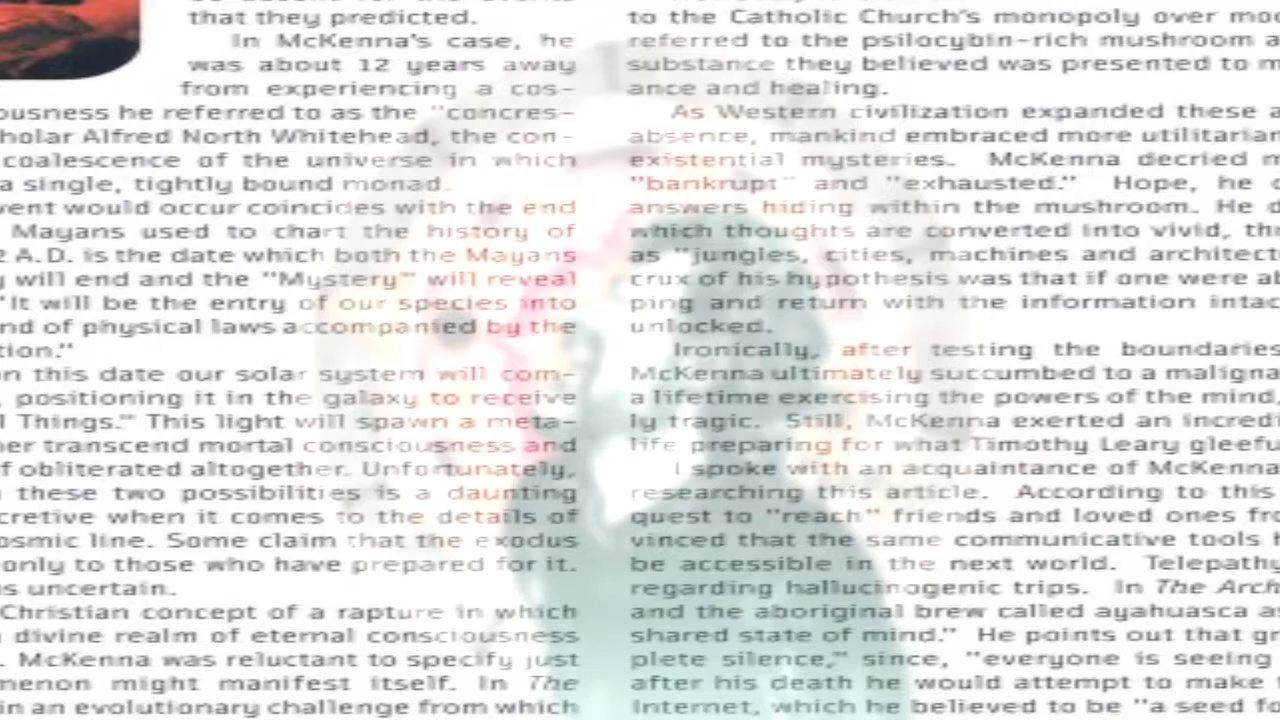 that they predicted.
In McKenna's case, he
was about 12 years away
from experiencing a cos-
ousness he referred to as the "concres-
holar Alfred North Whitehead, the con-
coalescence of the universe in which
a single, tightly bound monad.
vent would occur coincides with the end
Mayans used to chart the history of
A.D. is the date which both the Mayans
will end and the "Mystery" will reveal
"It will be the entry of our species into
nd of physical laws accompanied by the
tion."
n this date our solar system will com-
, positioning it in the galaxy to receive
l Things." This light will spawn a meta-
er transcend mortal consciousness and
f obliterated altogether. Unfortunately,
these two possibilities is a daunting
cretive when it comes to the details of
osmic line. Some claim that the exodus
only to those who have prepared for it.
s uncertain.
Christian concept of a rapture in which
divine realm of eternal consciousness
. McKenna was reluctant to specify just
menon might manifest itself. In The
in an evolutionary challenge from which
to the Catholic Church's monopoly over mo
referred to the psilocybin-rich mushroom a
substance they believed was presented to m
ance and healing.
As Western civilization expanded these a
absence, mankind embraced more utilitarian
existential mysteries. McKenna decried m
"bankrupt" and "exhausted." Hope, he
answers hiding within the mushroom. He d
which thoughts are converted into vivid, thr
as "jungles, cities, machines and architect
crux of his hypothesis was that if one were ab
ping and return with the information intac
unlocked.
Ironically, after testing the boundaries
McKenna ultimately succumbed to a maligna
a lifetime exercising the powers of the mind,
ly tragic. Still, McKenna exerted an incredi
life preparing for what Timothy Leary gleefu
I spoke with an acquaintance of McKenna
researching this article. According to this
quest to "reach" friends and loved ones fro
vinced that the same communicative tools h
be accessible in the next world. Telepathy
regarding hallucinogenic trips. In The Arch
and the aboriginal brew called ayahuasca a
shared state of mind." He points out that gr
plete silence," since, "everyone is seeing
after his death he would attempt to make
Internet, which he believed to be "a seed fo